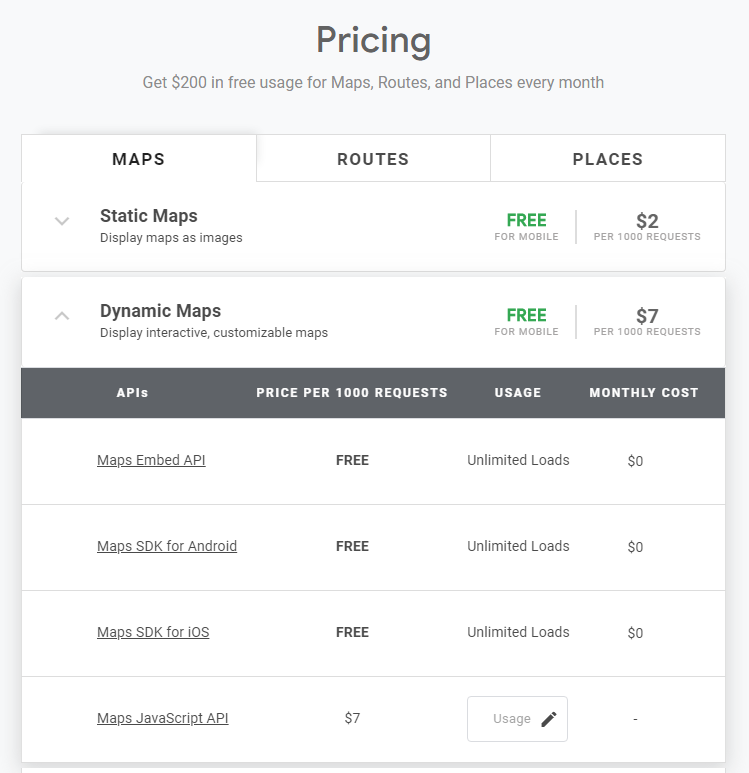 Pricing
Get $200 in free usage for Maps, Routes, and Places every month
MAPS ROUTES PLACES
Static Maps FREE $2
Display maps as images FOR MOBILE PER 1000 REQUESTS
Dynamic Maps FREE $7
Display interactive, customizable maps FOR MOBILE PER 1000 REQUESTS
APIs PRICE PER 1000 REQUESTS USAGE MONTHLY COST
Maps Embed API FREE Unlimited Loads $0
Maps SDK for Android FREE Unlimited Loads $0
Maps SDK for iOS FREE Unlimited Loads $0
Maps JavaScript API $7 Usage -